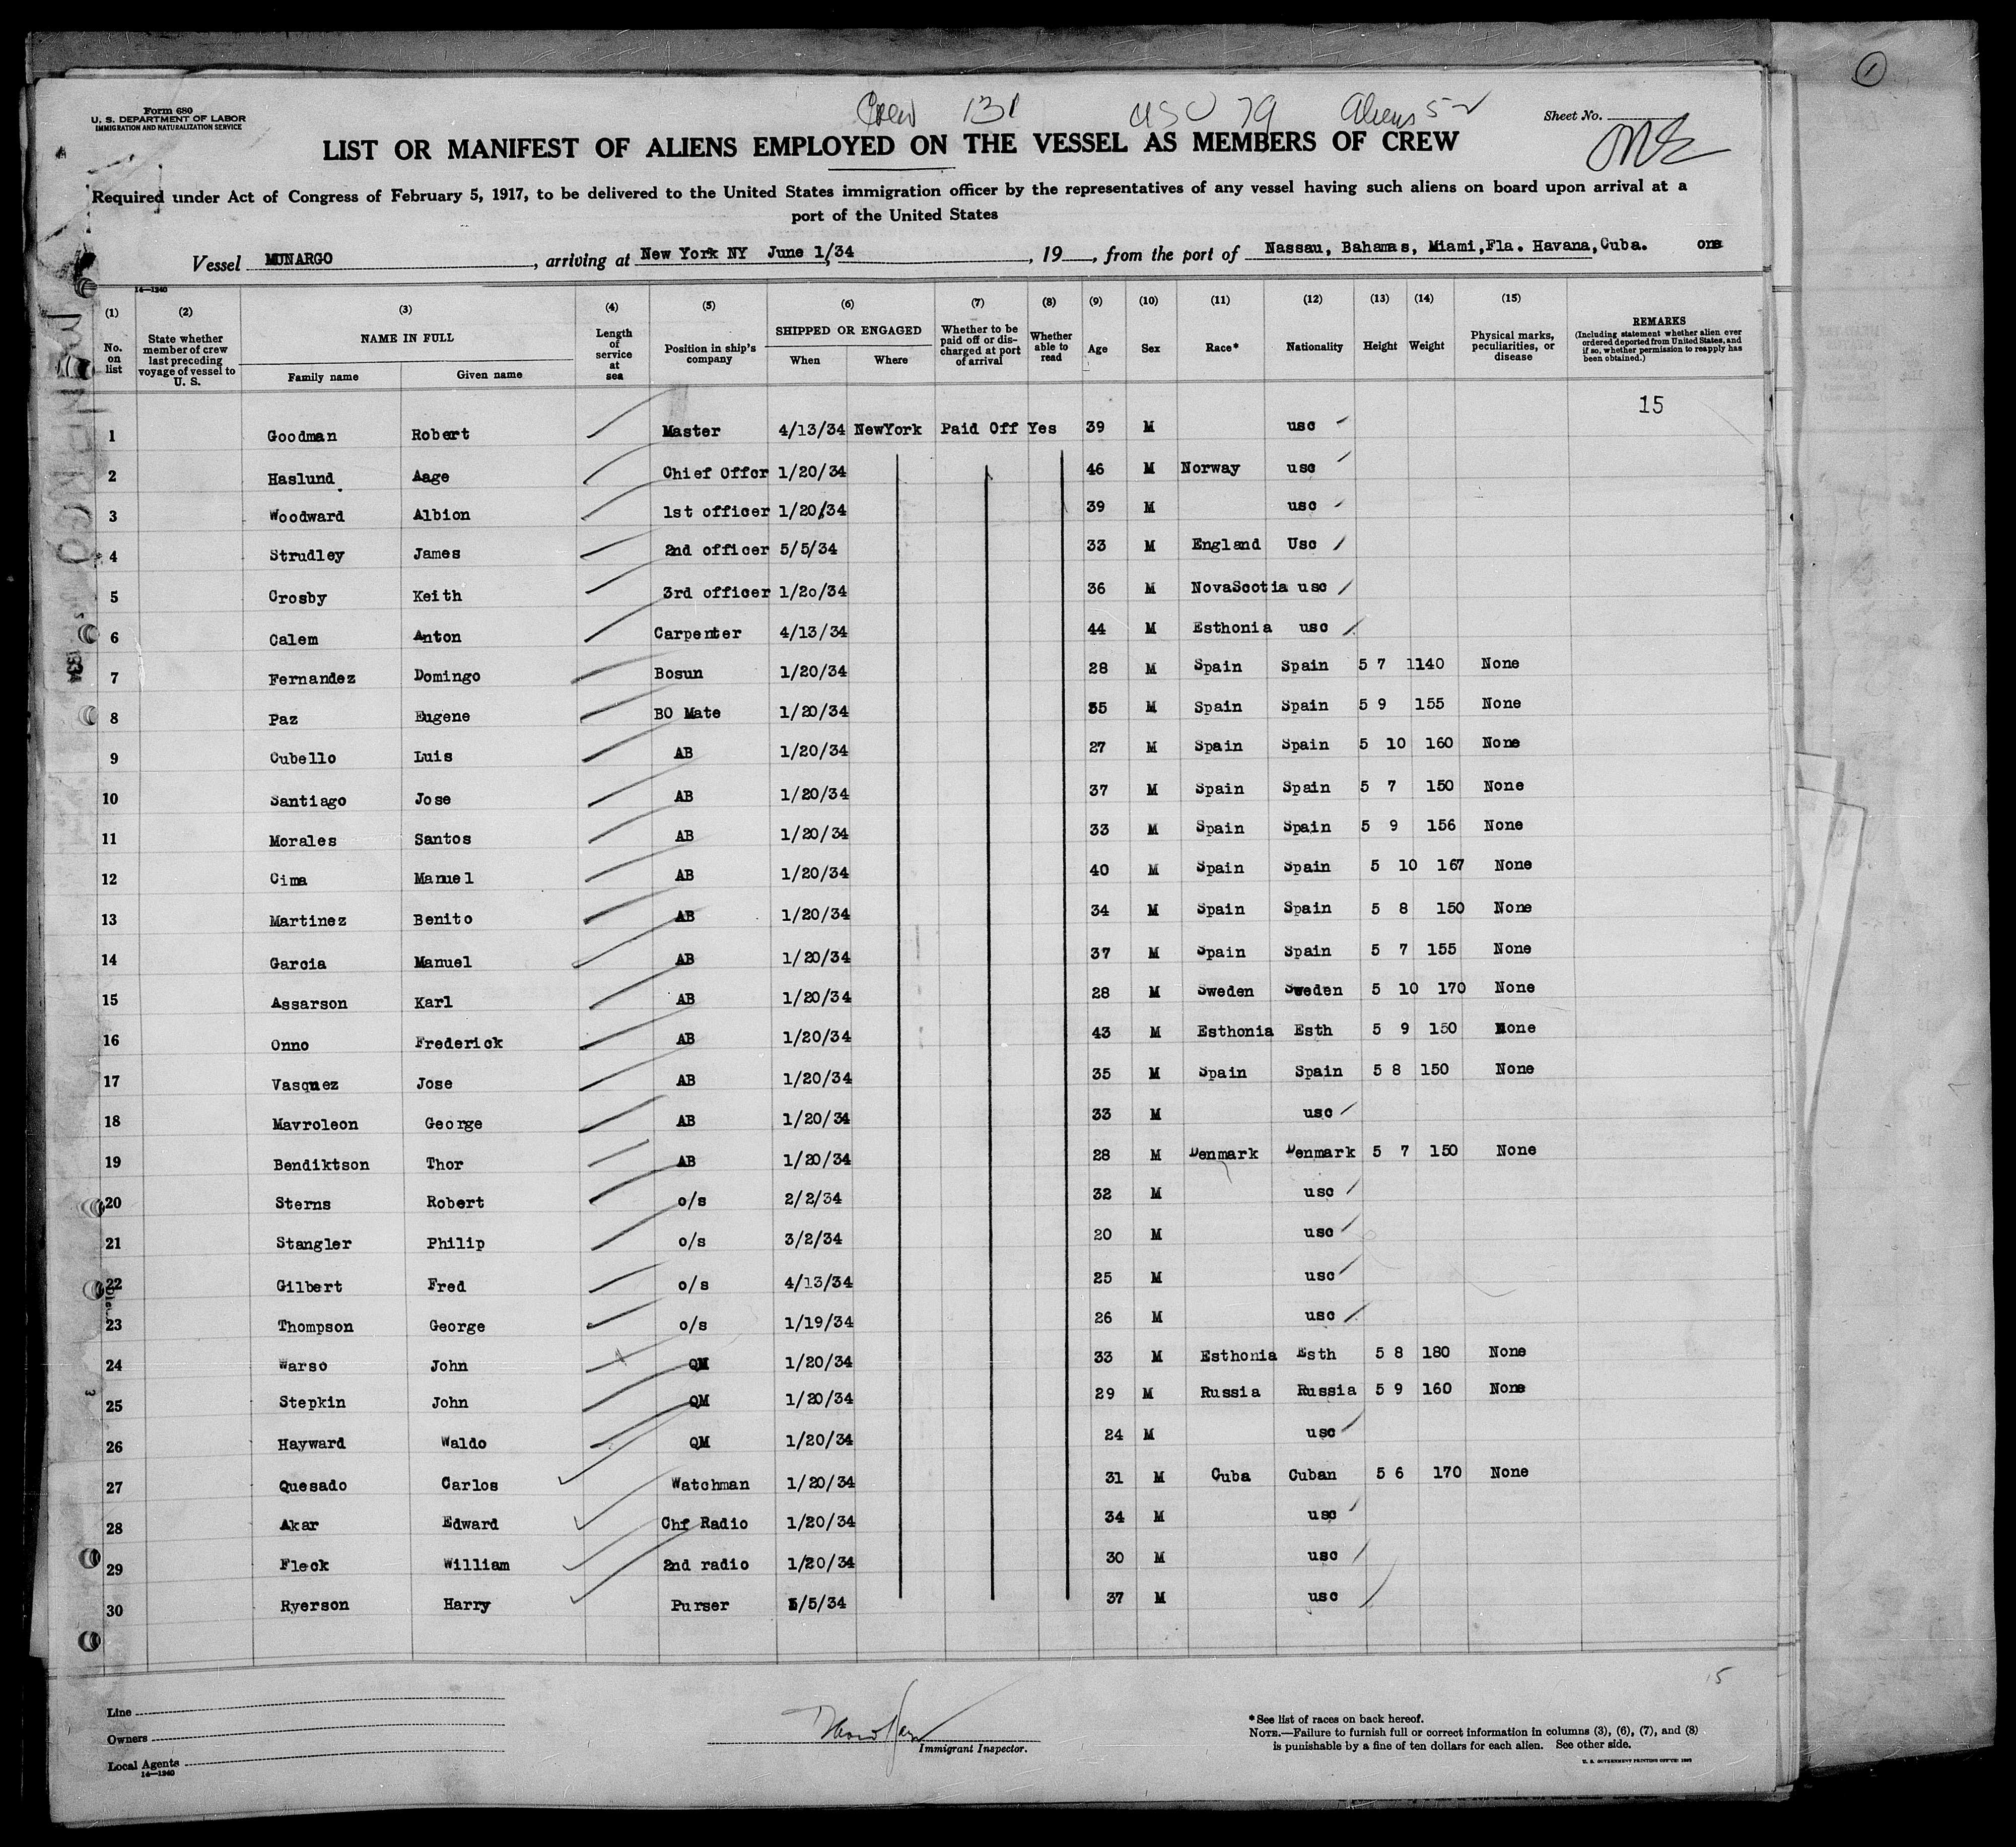 Form 680
U. S. DEPARTMENT OF LABOR
IMMIGRATION AND NATURALIZATION SERVICE
Crew 131 USC 79 Aliens 52
1
Sheet No. ONE
LIST OR MANIFEST OF ALIENS EMPLOYED ON THE VESSEL AS MEMBERS OF CREW
Required under Act of Congress of February 5, 1917, to be delivered to the United States immigration officer by the representatives of any vessel having such aliens on board upon arrival at a
port of the United States
Vessel MUNARGO, arriving at New York NY June 1/34, 19, from the port of Nassau, Bahamas, Miami,Fla. Havana,Cuba. one
14—1240
(1) (2) (3) (4) (5) (6) (7) (8) (9) (10) (11) (12) (13) (14) (15)
No. on list
State whether member of crew last preceding voyage of vessel to U. S.
NAME IN FULL
Family name Given name
Length of service at sea
Position in ship's company
SHIPPED OR ENGAGED
When Where
Whether to be paid off or discharged at port of arrival
Whether able to read
Age Sex Race* Nationality Height Weight
Physical marks, peculiarities, or disease
REMARKS
(Including statement whether alien ever ordered deported from United States, and if so, whether permission to reapply has been obtained.)
15
1 Goodman Robert Master 4/13/34 NewYork Paid Off Yes 39 M usc
2 Haslund Aage Chief Offcr 1/20/34 46 M Norway usc
3 Woodward Albion 1st officer 1/20/34 39 M usc
4 Strudley James 2nd officer 5/5/34 33 M England Usc
5 Crosby Keith 3rd officer 1/2o/34 36 M NovaScotia usc
6 Calem Anton Carpenter 4/13/34 44 M Esthonia usc
7 Fernandez Domingo Bosun 1/20/34 28 M Spain Spain 5 7 1140 None
8 Paz Eugene BO Mate 1/20/34 35 M Spain Spain 5 9 155 None
9 Cubello Luis AB 1/20/34 27 M Spain Spain 5 10 160 None
10 Santiago Jose AB 1/20/34 37 M Spain Spain 5 7 150 None
11 Morales Santos AB 1/20/34 33 M Spain Spain 5 9 156 None
12 Cima Manuel AB 1/20/34 40 M Spain Spain 5 10 167 None
13 Martinez Benito AB 1/20/34 34 M Spain Spain 5 8 150 None
14 Garcia Manuel AB 1/20/34 37 M Spain Spain 5 7 155 None
15 Assarson Karl AB 1/20/34 28 M Sweden Sweden 5 10 170 None
16 Onno Frederick AB 1/20/34 43 M Esthonia Esth 5 9 150 None
17 Vasquez Jose AB 1/20/34 35 M Spain Spain 5 8 150 None
18 Mavroleon George AB 1/20/34 33 M usc
19 Bendiktson Thor AB 1/20/34 28 M Denmark Denmark 5 7 150 None
20 Sterns Robert o/s 2/2/34 32 M usc
21 Stangler Philip o/s 3/2/34 20 M usc
22 Gilbert Fred o/s 4/13/34 25 M usc
23 Thompson George o/s 1/19/34 26 M usc
24 Warso John QM 1/20/34 33 M Esthonia Esth 5 8 180 None
25 Stepkin John QM 1/20/34 29 M Russia Russia 5 9 160 None
26 Hayward Waldo QM 1/20/34 24 M usc
27 Quesado Carlos Watchman 1/20/34 31 M Cuba Cuban 5 6 170 None
28 Akar Edward Chf Radio 1/20/34 34 M usc
29 Fleck William 2nd radio 1/20/34 30 M usc
30 Ryerson Harry Purser 5/5/34 37 M usc
15
Line
Owners
Local Agents
14—1240
Immigrant Inspector.
*See list of races on back hereof.
NOTE.—Failure to furnish full or correct information in columns (3), (6), (7), and (8)
is punishable by a fine of ten dollars for each alien. See other side.
U. S. GOVERNMENT PRINTING OFFICE: 1932
MUNARGO